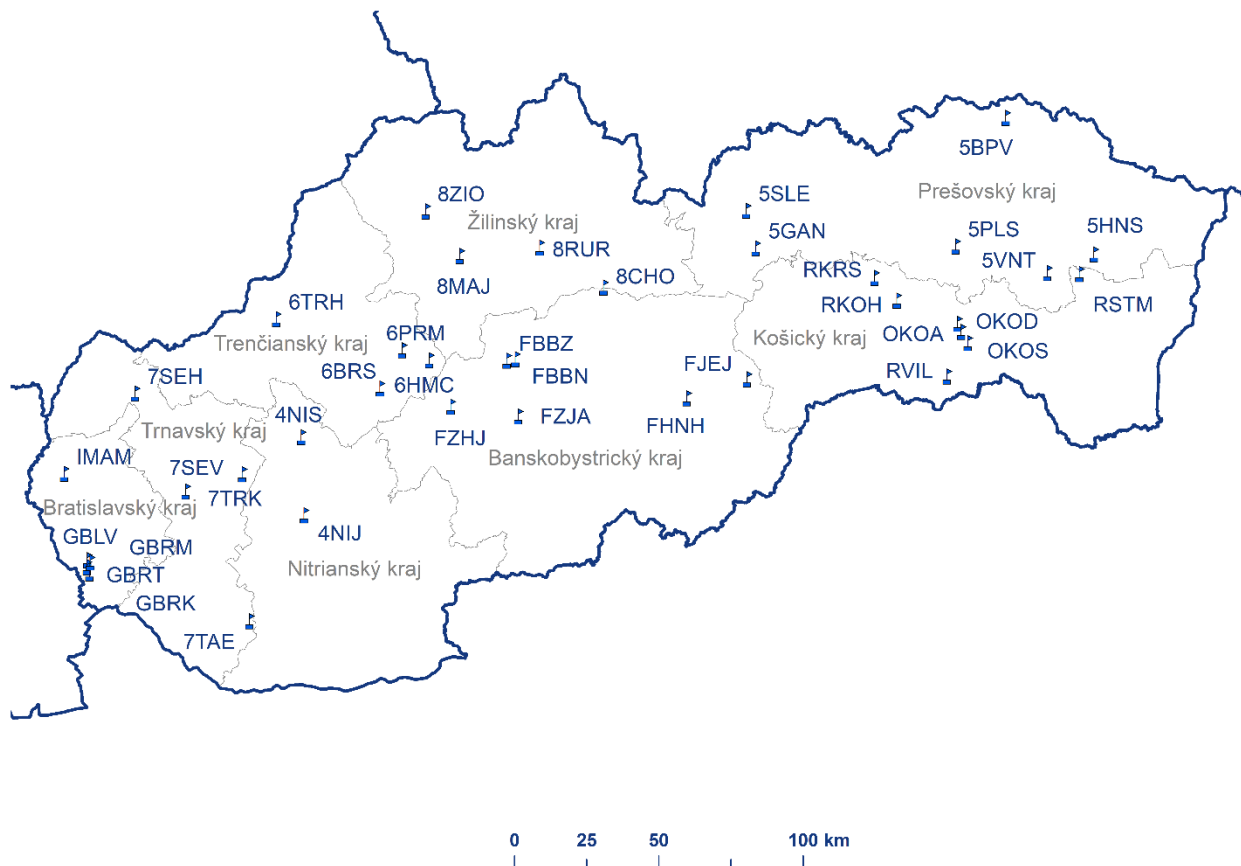 5BPV
Prešovský kraj
8ZIO
5SLE
Žilinský kraj
5GAN
5PLS
5HNS
8RUR
5VNT
8MAJ
8CHO
RKRS
RSTM
6TRH
RKOH
Trenčianský kraj
6PRM
FBBZ
Košický kraj
OKOA
OKOD
OKOS
7SEH
6BRS
6HMC
FBBN
FJEJ
RVIL
4NIS
FZHJ
FZJA
FHNH
Trnavský kraj
IMAM
7SEV
7TRK
Banskobystrický kraj
Bratislavský kraj
4NIJ
GBLV
GBRM
GBRT
Nitrianský kraj
GBRK
7TAE
0 25 50 100 km